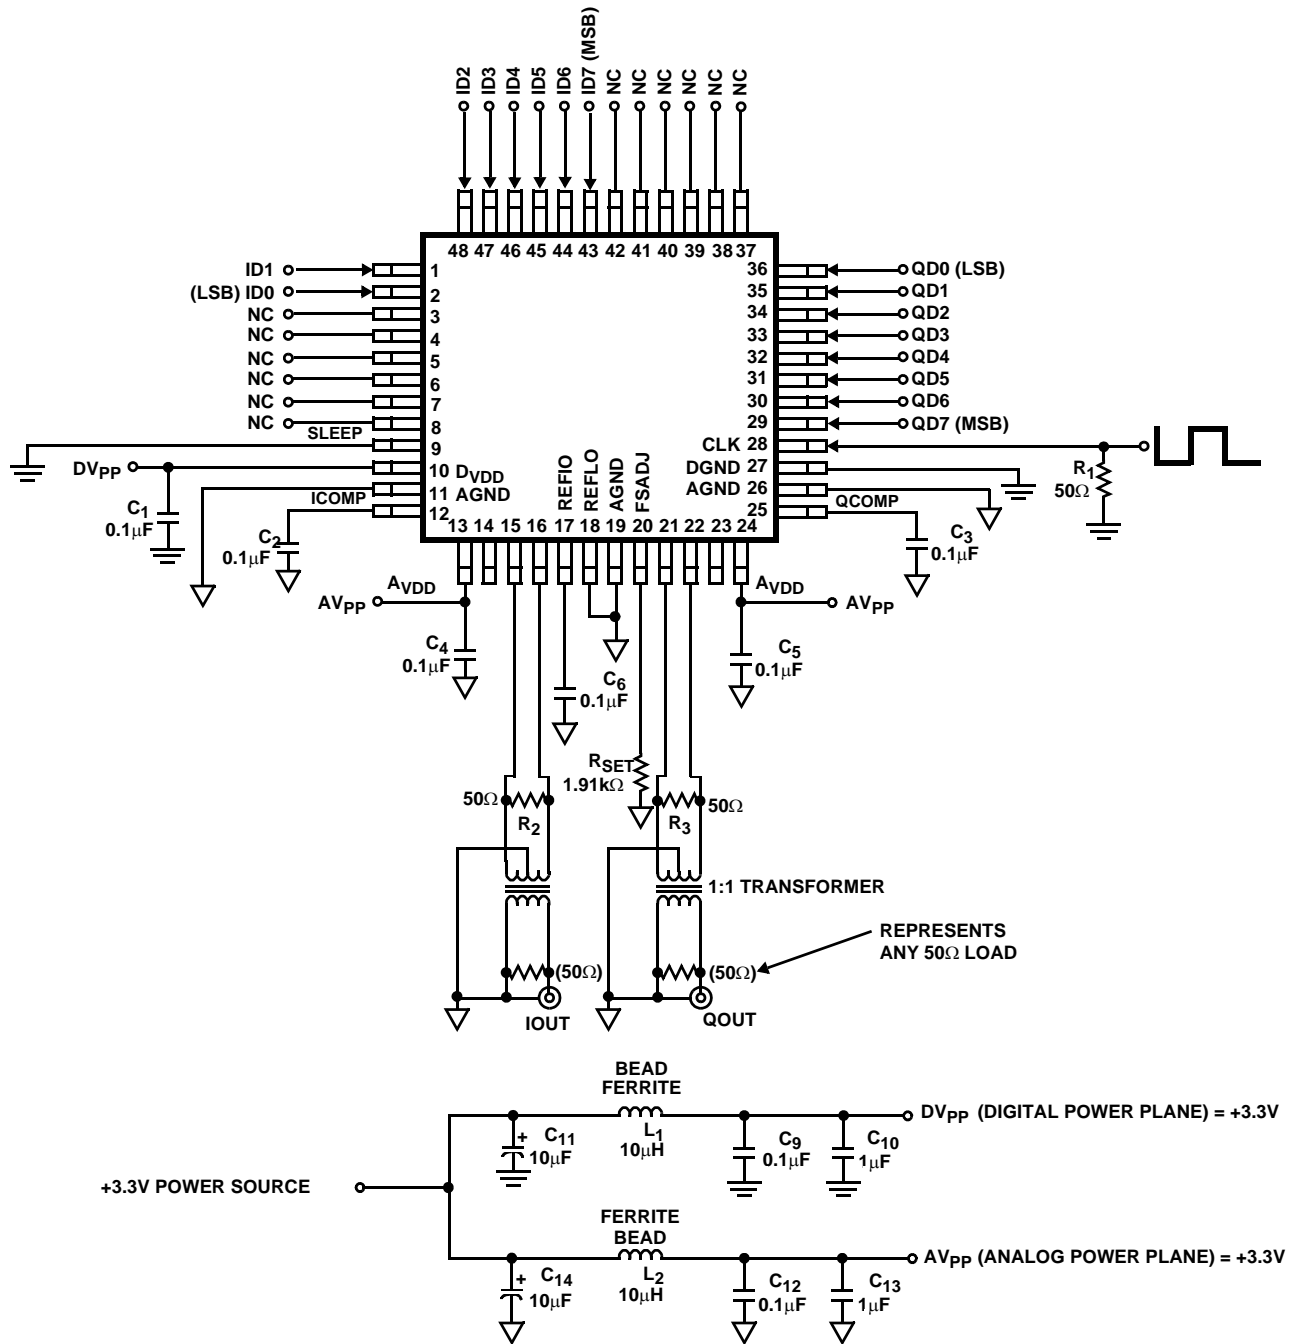 ID2
ID3
ID4
ID5
ID6
ID7 (MSB)
NC
NC
NC
NC
NC
NC
48 47 46 45 44 43 42 41 40 39 38 37
ID1 1
(LSB) ID0 2
NC 3
NC 4
NC 5
NC 6
NC 7
NC 8
SLEEP 9
DVPP 10 DVDD
11 AGND
ICOMP 12
36 QD0 (LSB)
35 QD1
34 QD2
33 QD3
32 QD4
31 QD5
30 QD6
29 QD7 (MSB)
CLK 28
DGND 27
AGND 26
25 QCOMP
R1
50Ω
REFIO
REFLO
AGND
FSADJ
13 14 15 16 17 18 19 20 21 22 23 24
C1
0.1µF
C2
0.1µF
C3
0.1µF
AVDD
AVPP
AVDD
AVPP
C4
0.1µF
C6
0.1µF
C5
0.1µF
RSET
1.91kΩ
50Ω
R2
R3
50Ω
1:1 TRANSFORMER
REPRESENTS
ANY 50Ω LOAD
(50Ω)
(50Ω)
IOUT
QOUT
BEAD
FERRITE
L1
10µH
C11
+
10µF
C9
0.1µF
C10
1µF
DVPP (DIGITAL POWER PLANE) = +3.3V
+3.3V POWER SOURCE
FERRITE
BEAD
L2
10µH
C14
+
10µF
C12
0.1µF
C13
1µF
AVPP (ANALOG POWER PLANE) = +3.3V